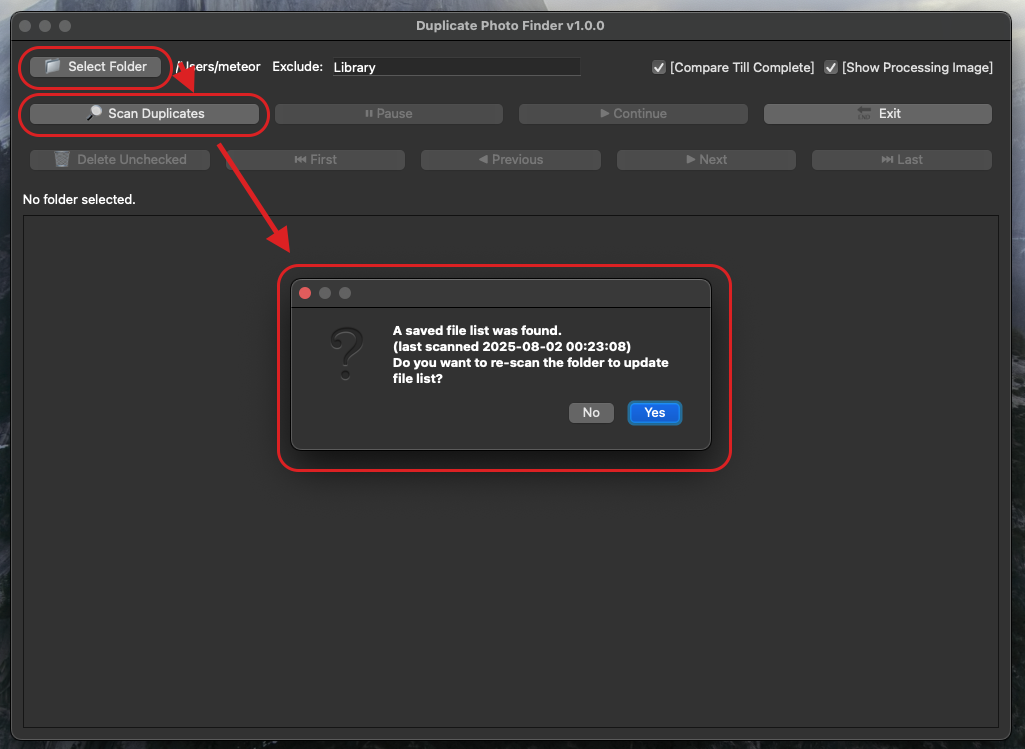 Duplicate Photo Finder v1.0.0
Select Folder /Users/meteor Exclude: Library [Compare Till Complete] [Show Processing Image]
Scan Duplicates Pause Continue Exit
Delete Unchecked First Previous Next Last
No folder selected.
A saved file list was found.
(last scanned 2025-08-02 00:23:08)
Do you want to re-scan the folder to update
file list?
No Yes